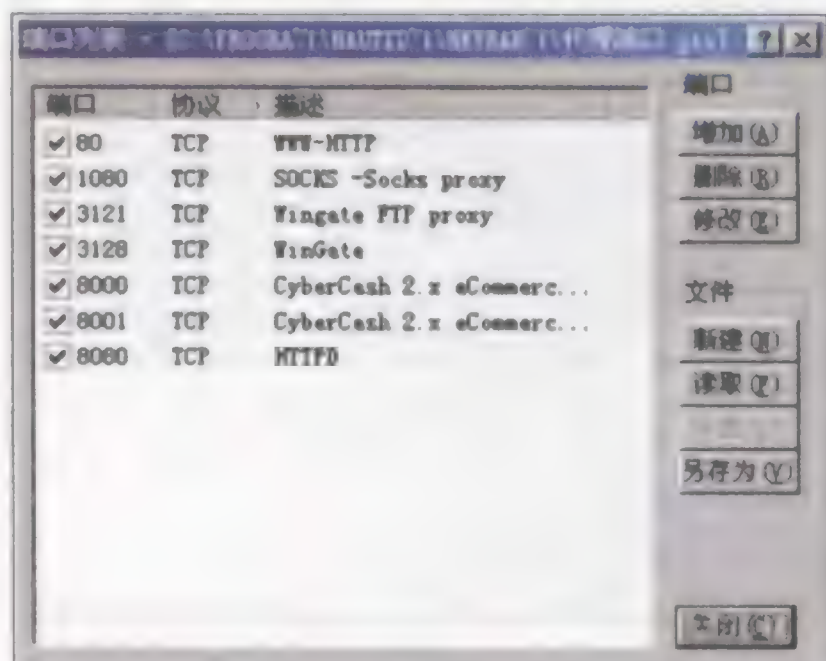 端口列表 -
端口 协议 描述
80 TCP WWW-HTTP
1080 TCP SOCKS -Socks proxy
3121 TCP Wingate FTP proxy
3128 TCP WinGate
8000 TCP CyberCash 2.x eCommerc...
8001 TCP CyberCash 2.x eCommerc...
8080 TCP HTTPD
端口
增加(A)
删除(R)
修改(E)
文件
新建(N)
读取(P)
另存为(V)
关闭(C)